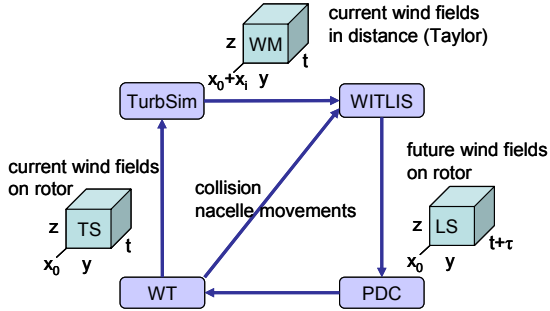 current wind fields
in distance (Taylor)
z
WM
t
x₀+xᵢ
y
TurbSim
WITLIS
current wind fields
on rotor
z
TS
t
x₀
y
collision
nacelle movements
future wind fields
on rotor
z
LS
t+τ
x₀
y
WT
PDC